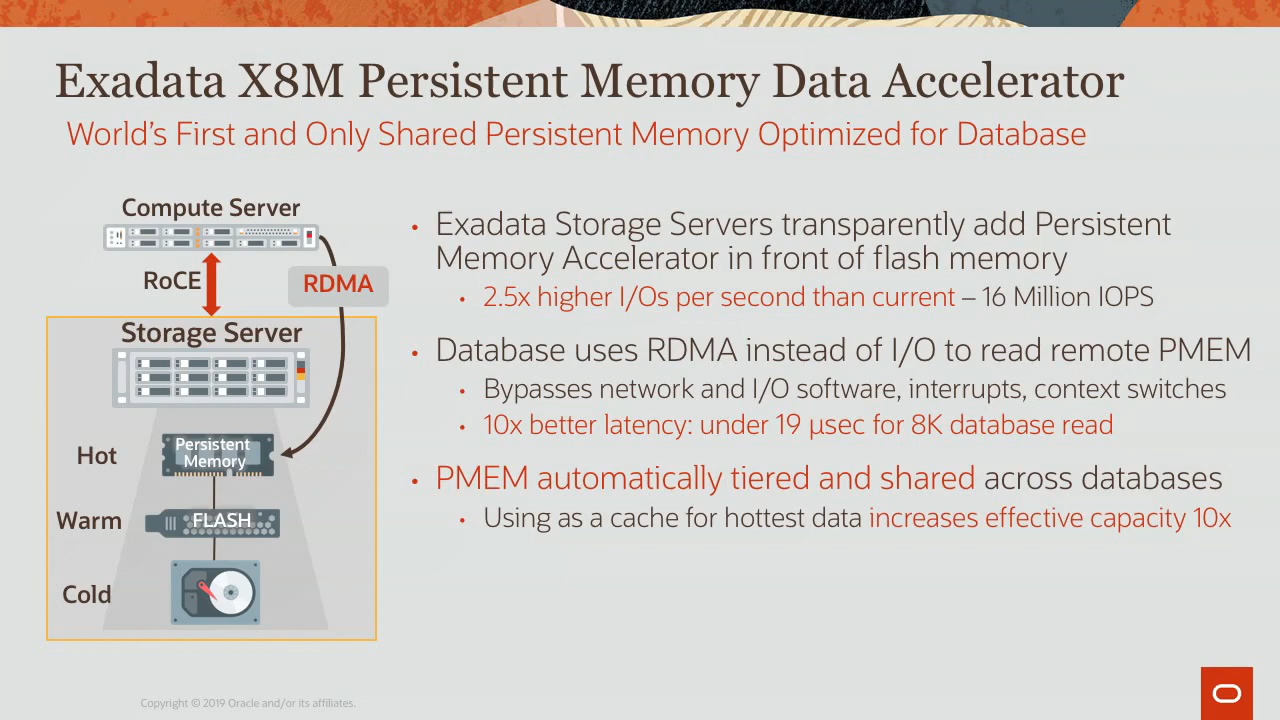 Exadata X8M Persistent Memory Data Accelerator
World's First and Only Shared Persistent Memory Optimized for Database
Compute Server
RoCE
RDMA
Storage Server
Hot
Persistent
Memory
Warm
FLASH
Cold
• Exadata Storage Servers transparently add Persistent
Memory Accelerator in front of flash memory
• 2.5x higher I/Os per second than current – 16 Million IOPS
• Database uses RDMA instead of I/O to read remote PMEM
• Bypasses network and I/O software, interrupts, context switches
• 10x better latency: under 19 µsec for 8K database read
• PMEM automatically tiered and shared across databases
• Using as a cache for hottest data increases effective capacity 10x
Copyright © 2019 Oracle and/or its affiliates.